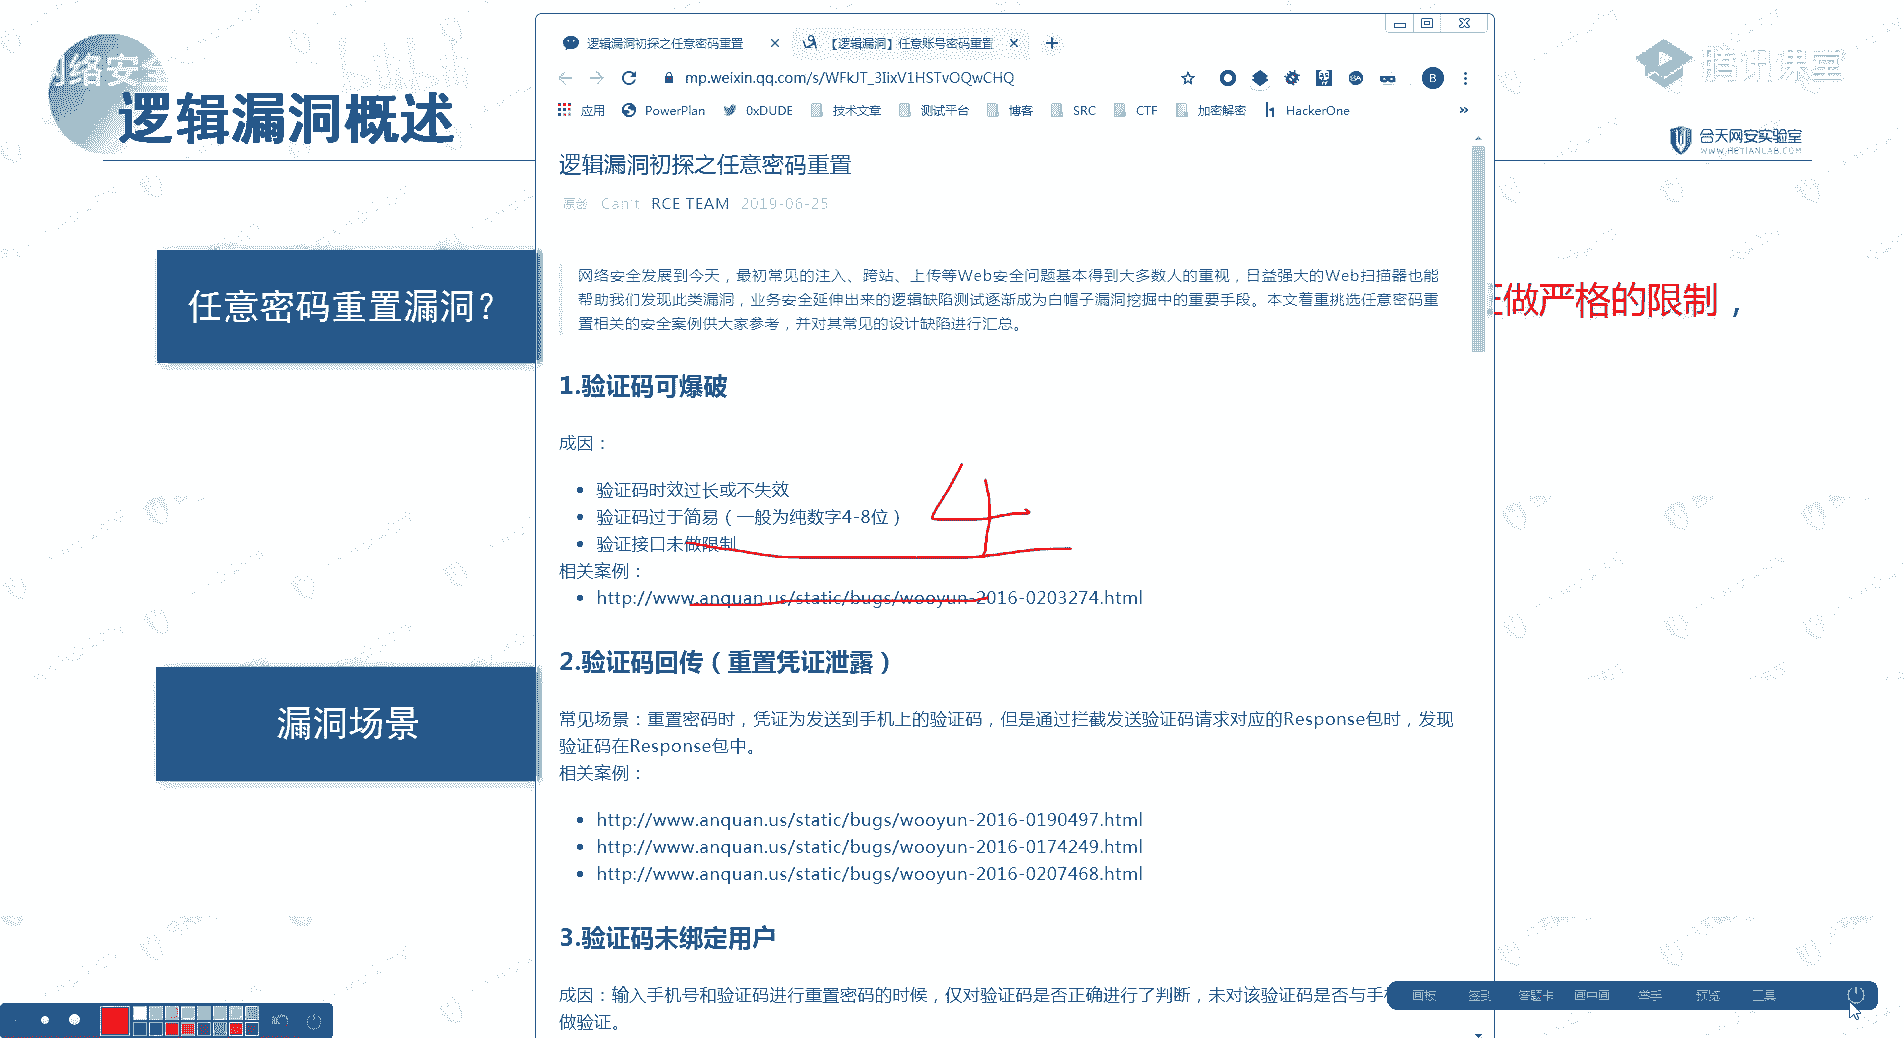 网络安全
逻辑漏洞概述
腾讯课堂
合天网安实验室
WWW.HETIANLAB.COM
任意密码重置漏洞?
漏洞场景
做严格的限制，
逻辑漏洞初探之任意密码重置
【逻辑漏洞】任意账号密码重置
mp.weixin.qq.com/s/WFkJT_3IixV1HSTvOQwCHQ
B
应用 PowerPlan 0xDUDE 技术文章 测试平台 博客 SRC CTF 加密解密 HackerOne »
逻辑漏洞初探之任意密码重置
原创 Can't RCE TEAM 2019-06-25
网络安全发展到今天，最初常见的注入、跨站、上传等Web安全问题基本得到大多数人的重视，日益强大的Web扫描器也能
帮助我们发现此类漏洞，业务安全延伸出来的逻辑缺陷测试逐渐成为白帽子漏洞挖掘中的重要手段。本文着重挑选任意密码重
置相关的安全案例供大家参考，并对其常见的设计缺陷进行汇总。
1.验证码可爆破
成因：
• 验证码时效过长或不失效
• 验证码过于简易（一般为纯数字4-8位）
4
• 验证接口未做限制
相关案例：
• http://www.anquan.us/static/bugs/wooyun-2016-0203274.html
2.验证码回传（重置凭证泄露）
常见场景：重置密码时，凭证为发送到手机上的验证码，但是通过拦截发送验证码请求对应的Response包时，发现
验证码在Response包中。
相关案例：
• http://www.anquan.us/static/bugs/wooyun-2016-0190497.html
• http://www.anquan.us/static/bugs/wooyun-2016-0174249.html
• http://www.anquan.us/static/bugs/wooyun-2016-0207468.html
3.验证码未绑定用户
成因：输入手机号和验证码进行重置密码的时候，仅对验证码是否正确进行了判断，未对该验证码是否与手
做验证。
画板 签到 答题卡 画中画 举手 预览 工具